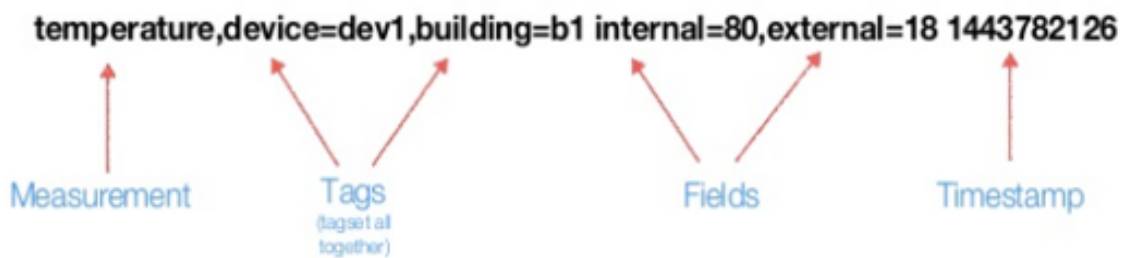 temperature,device=dev1,building=b1 internal=80,external=18 1443782126
Measurement
Tags
(tagset all
together)
Fields
Timestamp